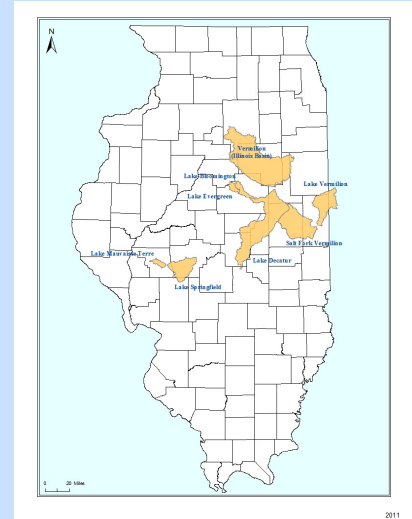 N
Vermilion
(Illinois Basin)
Lake Bloomington
Lake Vermilion
Lake Evergreen
Salt Fork Vermilion
Lake Mauvaise Terre
Lake Decatur
Lake Springfield
0 20 Miles
2011